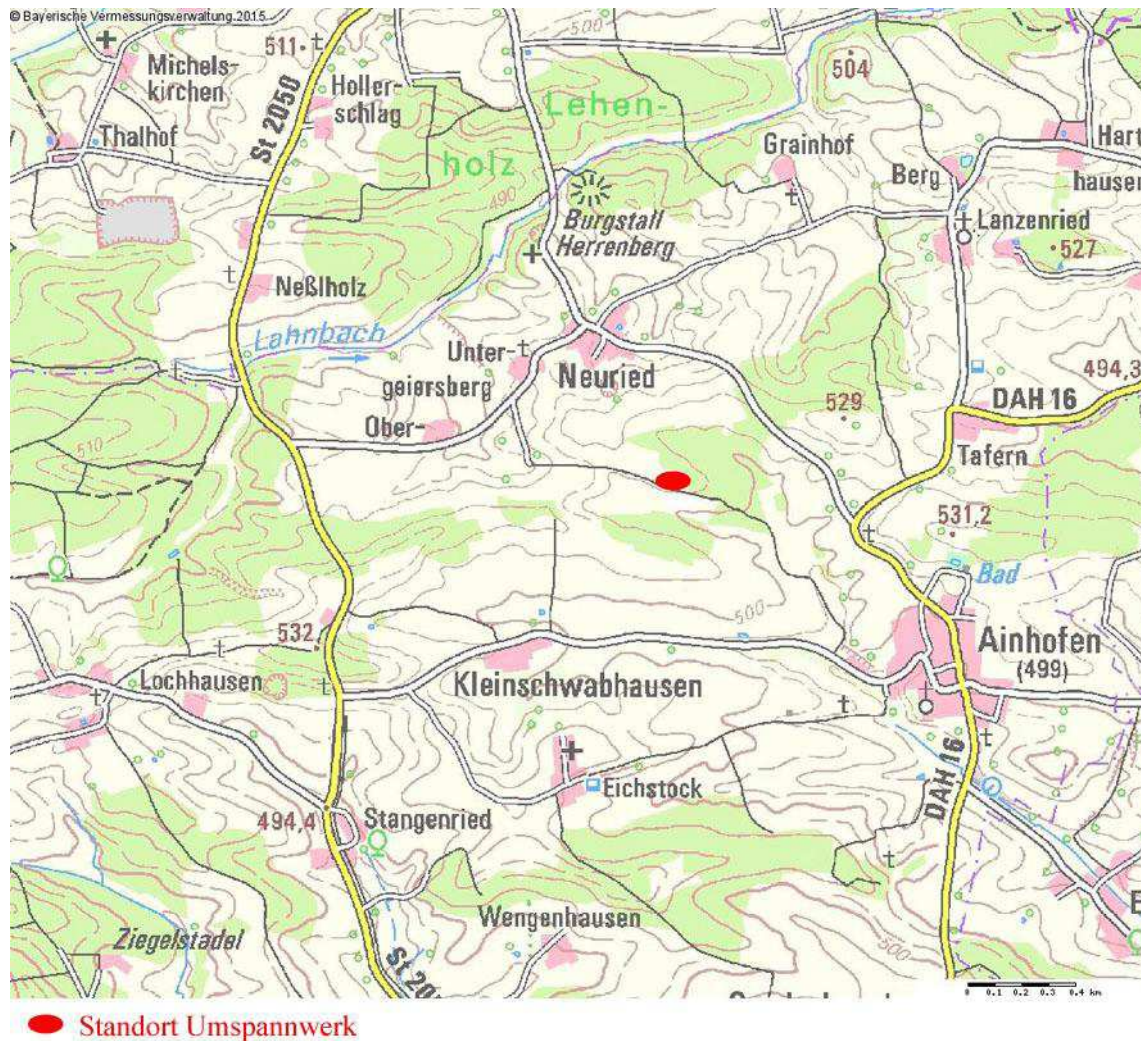 © Bayerische Vermessungsverwaltung 2015
500
511
Michels-
kirchen
Holler-
schlag
St 2050
504
Lehen-
Thalhof
holz
Grainhof
Hara
hausen
Berg
490
Burgstall
Herrenberg
Lanzenried
527
Neßlholz
Lahnbach
Unter-
geiersberg
Neuried
494,3
529
DAH 16
Ober-
510
Tafern
531,2
Bad
500
532
Ainhofen
(499)
Lochhausen
Kleinschwabhausen
DAH 16
Eichstock
494,4
Stangenried
Wengenhausen
Ziegelstadel
500
St 20
0 0.1 0.2 0.3 0.4 km
Standort Umspannwerk